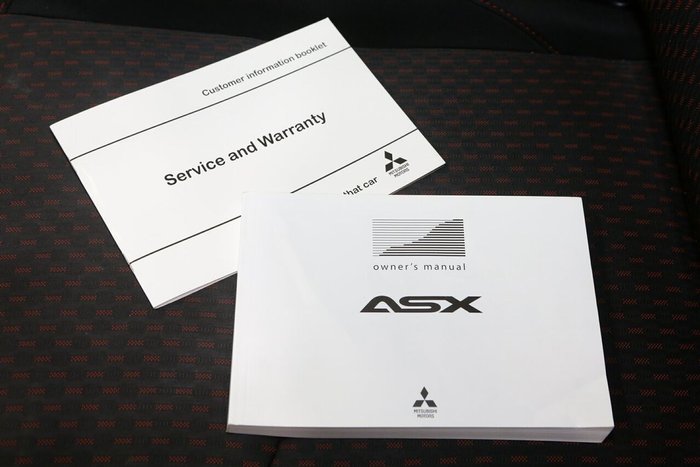 Customer information booklet
Service and Warranty
that car
MITSUBISHI
MOTORS
owner's manual
ASX
MITSUBISHI
MOTORS